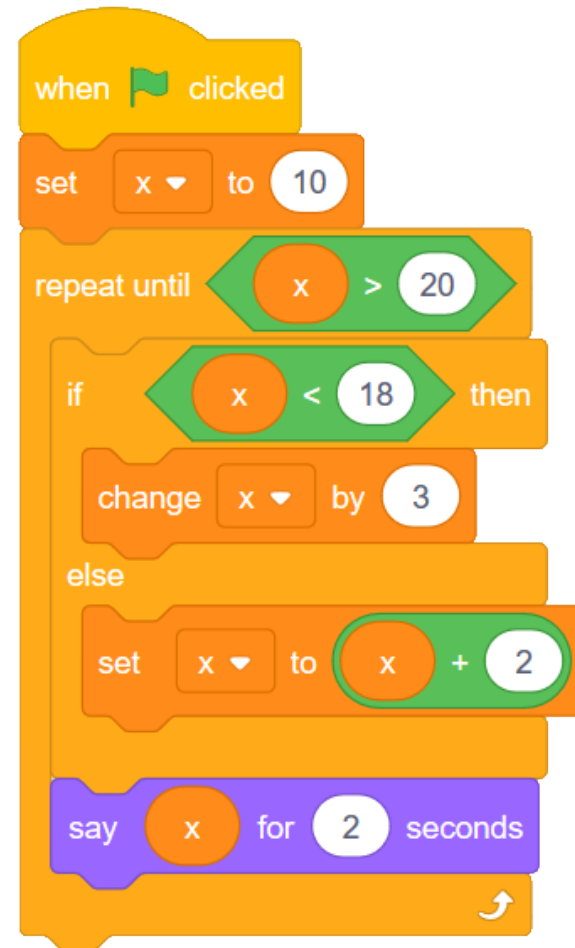 when clicked
set x to 10
repeat until x > 20
if x < 18 then
change x by 3
else
set x to x + 2
say x for 2 seconds